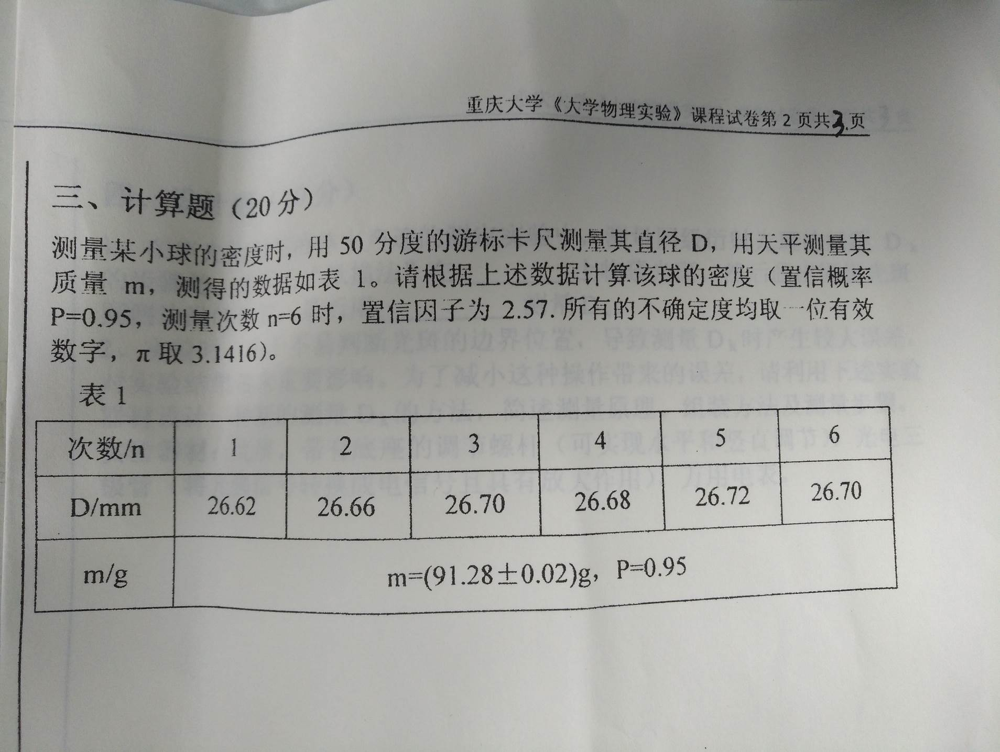 重庆大学《大学物理实验》课程试卷第 2 页共3.页
三、计算题（20分）
测量某小球的密度时，用 50 分度的游标卡尺测量其直径 D，用天平测量其
质量 m，测得的数据如表 1。请根据上述数据计算该球的密度（置信概率
P=0.95，测量次数 n=6 时，置信因子为 2.57. 所有的不确定度均取一位有效
数字，π 取 3.1416）。
表 1
次数/n 1 2 3 4 5 6
D/mm 26.62 26.66 26.70 26.68 26.72 26.70
m/g m=(91.28±0.02)g，P=0.95